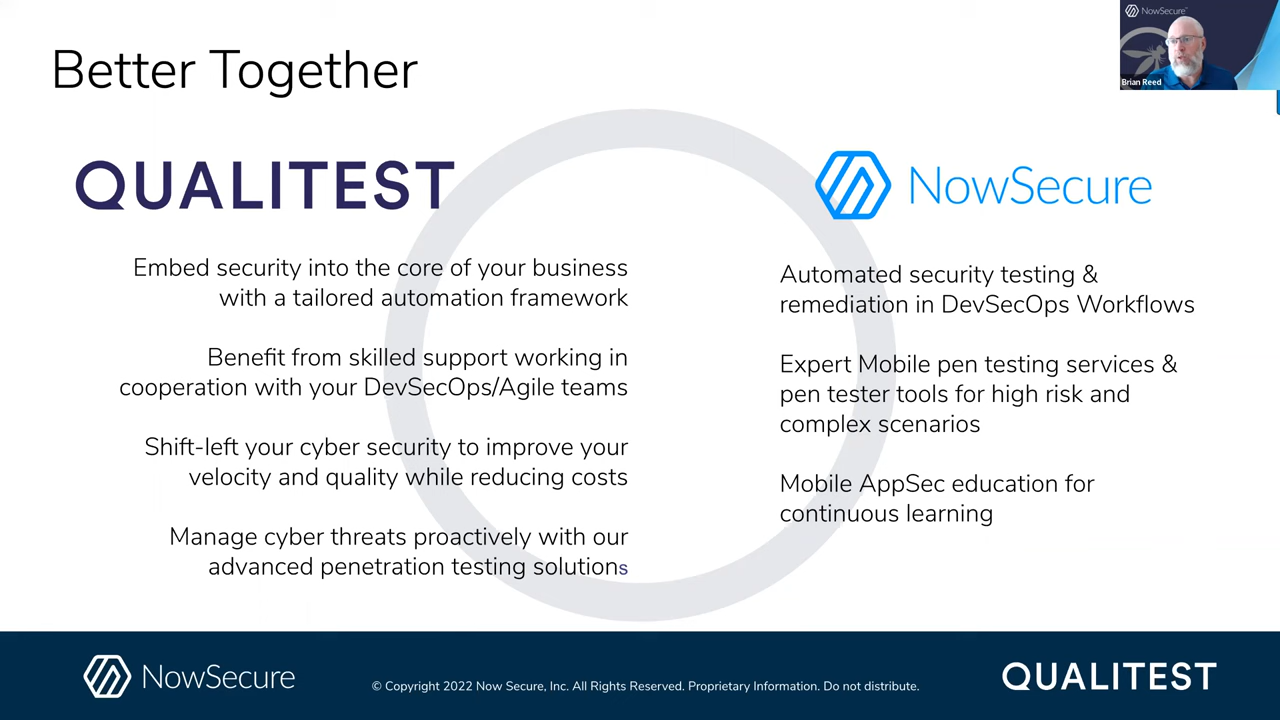 Better Together
NowSecure
Brian Reed
QUALITEST
Embed security into the core of your business
with a tailored automation framework
Benefit from skilled support working in
cooperation with your DevSecOps/Agile teams
Shift-left your cyber security to improve your
velocity and quality while reducing costs
Manage cyber threats proactively with our
advanced penetration testing solutions
NowSecure
Automated security testing &
remediation in DevSecOps Workflows
Expert Mobile pen testing services &
pen tester tools for high risk and
complex scenarios
Mobile AppSec education for
continuous learning
NowSecure
© Copyright 2022 Now Secure, Inc. All Rights Reserved. Proprietary Information. Do not distribute.
QUALITEST